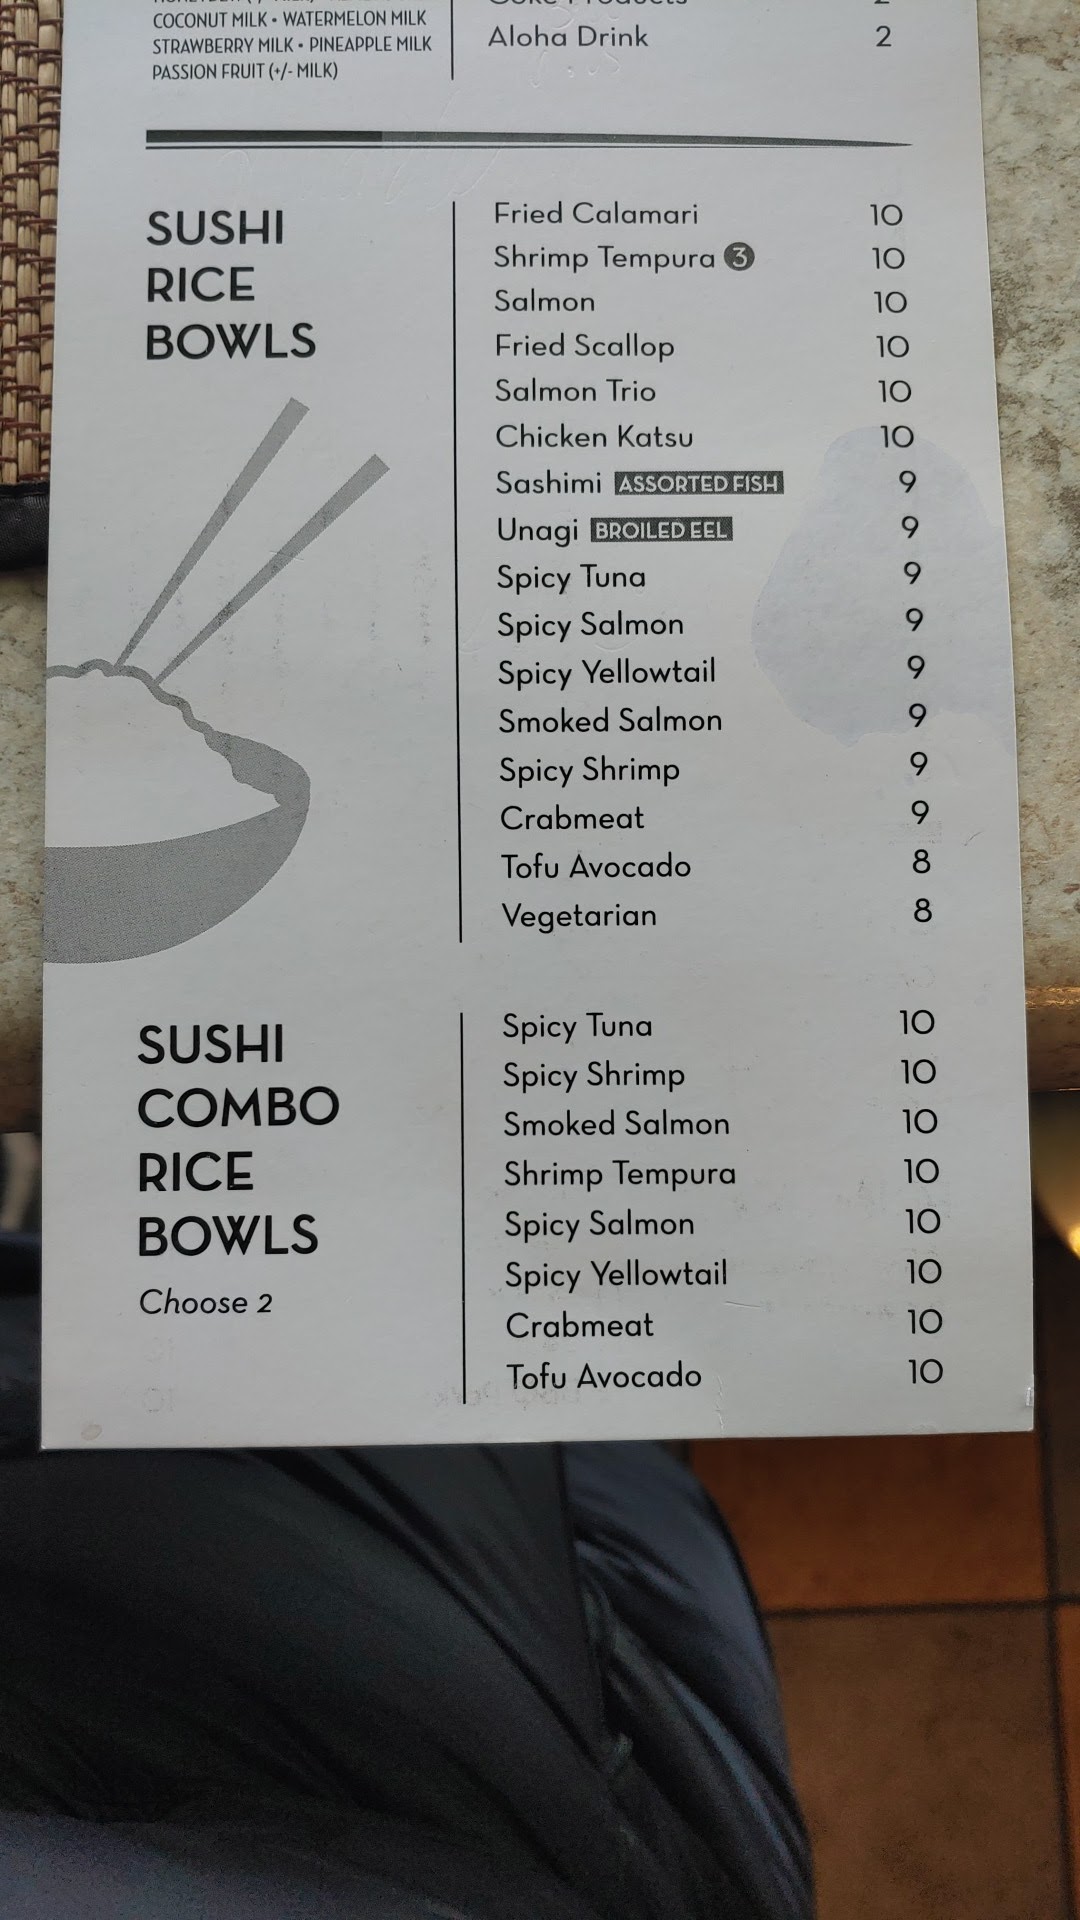 COCONUT MILK • WATERMELON MILK
STRAWBERRY MILK • PINEAPPLE MILK
PASSION FRUIT (+/- MILK)
Coke Products 2
Aloha Drink 2
SUSHI
RICE
BOWLS
Fried Calamari 10
Shrimp Tempura 3 10
Salmon 10
Fried Scallop 10
Salmon Trio 10
Chicken Katsu 10
Sashimi ASSORTED FISH 9
Unagi BROILED EEL 9
Spicy Tuna 9
Spicy Salmon 9
Spicy Yellowtail 9
Smoked Salmon 9
Spicy Shrimp 9
Crabmeat 9
Tofu Avocado 8
Vegetarian 8
SUSHI
COMBO
RICE
BOWLS
Choose 2
Spicy Tuna 10
Spicy Shrimp 10
Smoked Salmon 10
Shrimp Tempura 10
Spicy Salmon 10
Spicy Yellowtail 10
Crabmeat 10
Tofu Avocado 10